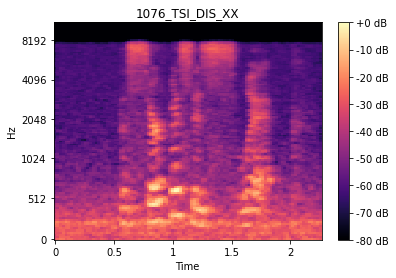 1076_TSI_DIS_XX
Hz
8192
4096
2048
1024
512
0
0
0.5
1
1.5
2
Time
+0 dB
-10 dB
-20 dB
-30 dB
-40 dB
-50 dB
-60 dB
-70 dB
-80 dB